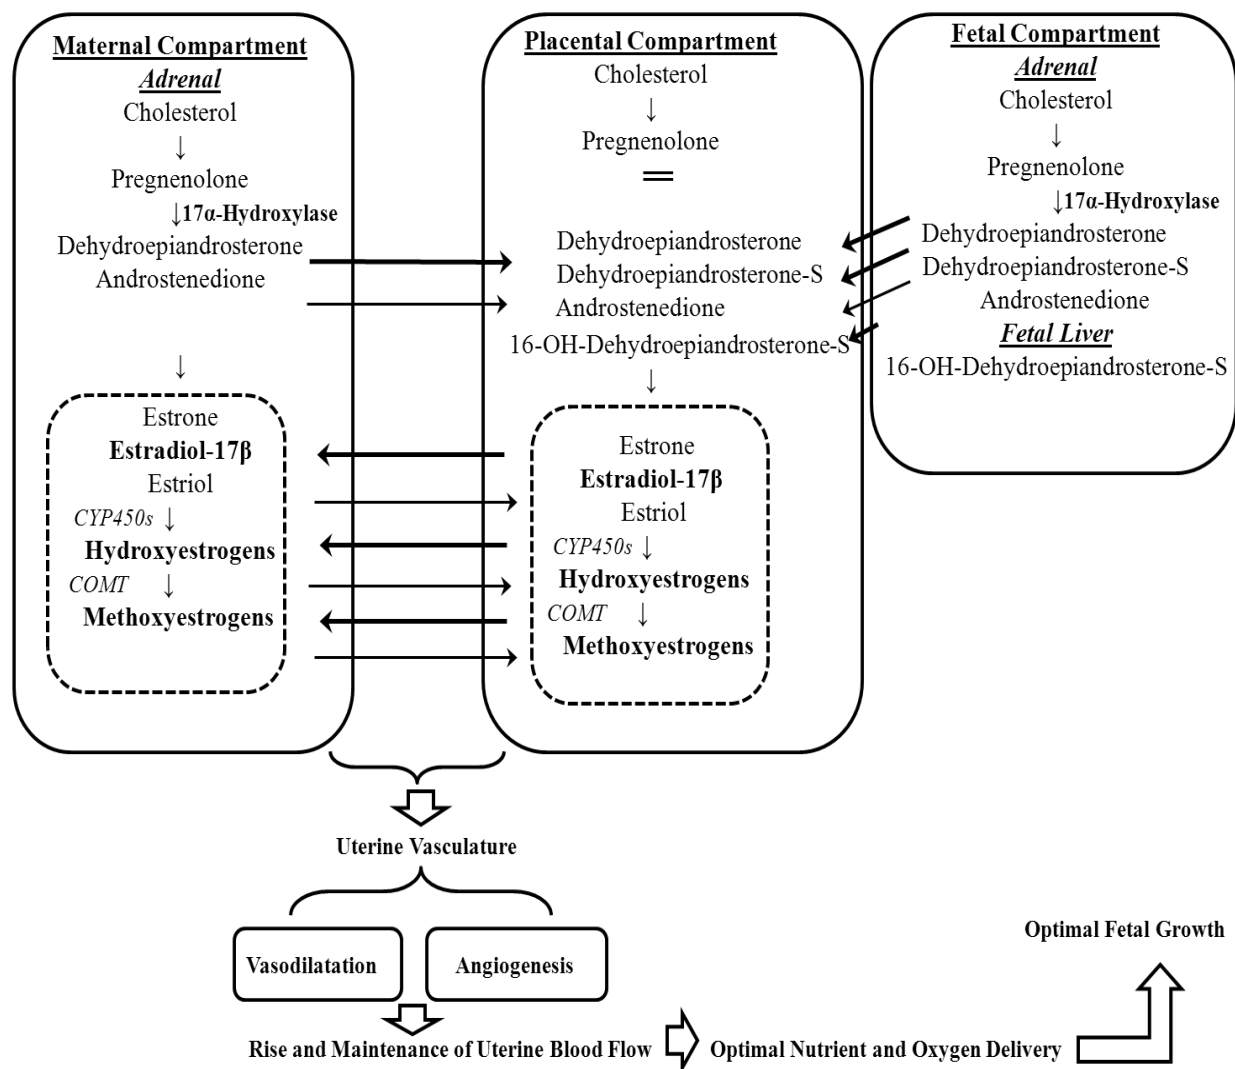 Maternal Compartment
Adrenal
Cholesterol
↓
Pregnenolone
↓17α-Hydroxylase
Dehydroepiandrosterone
Androstenedione
↓
Estrone
Estradiol-17β
Estriol
CYP450s ↓
Hydroxyestrogens
COMT ↓
Methoxyestrogens
Placental Compartment
Cholesterol
↓
Pregnenolone
=
Dehydroepiandrosterone
Dehydroepiandrosterone-S
Androstenedione
16-OH-Dehydroepiandrosterone-S
↓
Estrone
Estradiol-17β
Estriol
CYP450s ↓
Hydroxyestrogens
COMT ↓
Methoxyestrogens
Fetal Compartment
Adrenal
Cholesterol
↓
Pregnenolone
↓17α-Hydroxylase
Dehydroepiandrosterone
Dehydroepiandrosterone-S
Androstenedione
Fetal Liver
16-OH-Dehydroepiandrosterone-S
Uterine Vasculature
Vasodilatation
Angiogenesis
Rise and Maintenance of Uterine Blood Flow
Optimal Nutrient and Oxygen Delivery
Optimal Fetal Growth